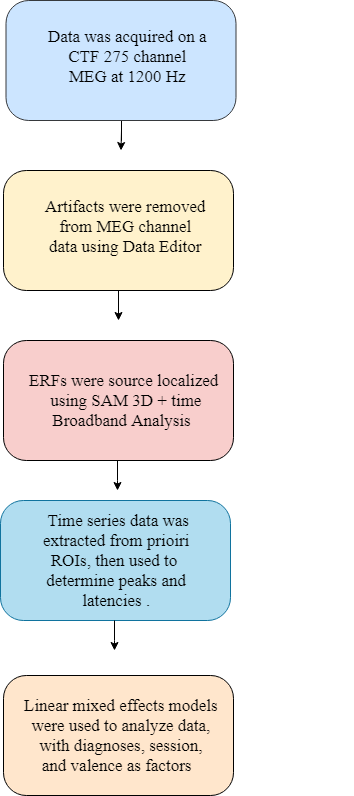 Data was acquired on a
CTF 275 channel
MEG at 1200 Hz
Artifacts were removed
from MEG channel
data using Data Editor
ERFs were source localized
using SAM 3D + time
Broadband Analysis
Time series data was
extracted from prioiri
ROIs, then used to
determine peaks and
latencies .
Linear mixed effects models
were used to analyze data,
with diagnoses, session,
and valence as factors